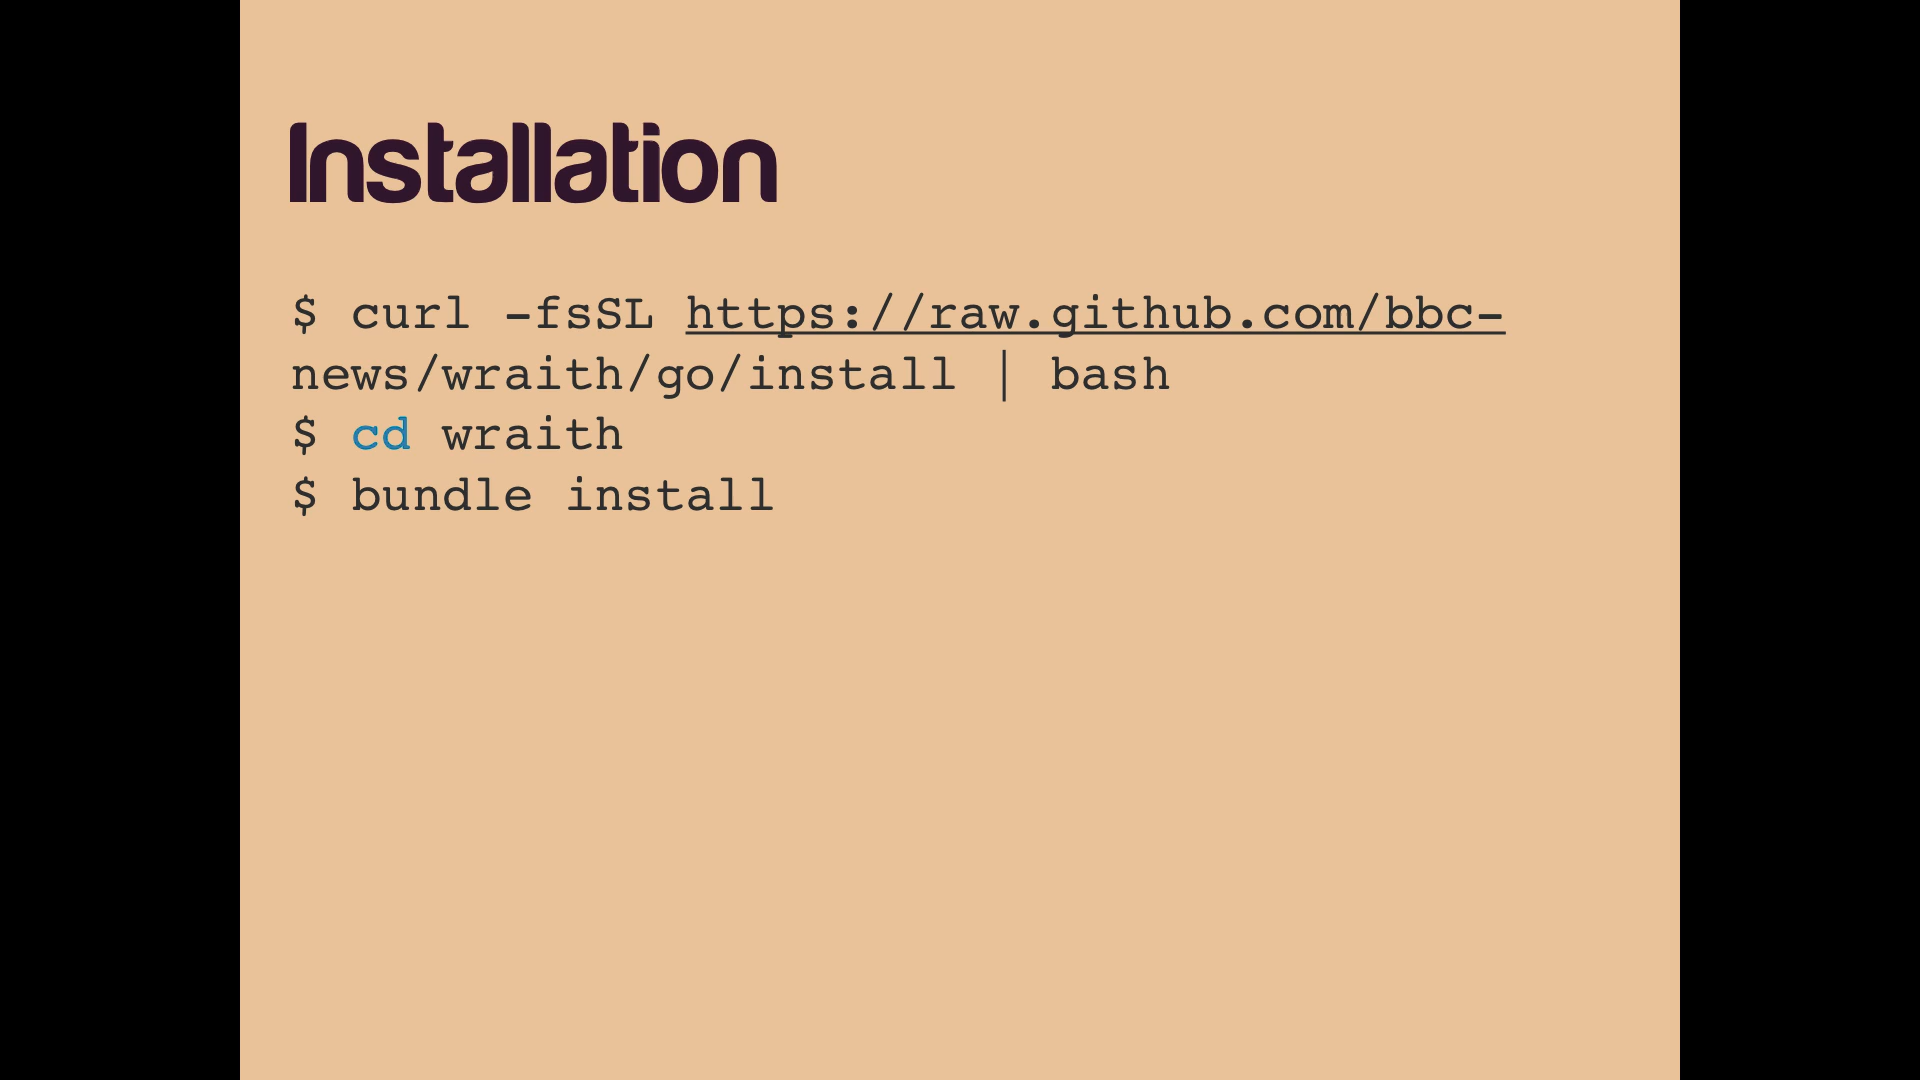 Installation
$ curl -fsSL https://raw.github.com/bbc-
news/wraith/go/install | bash
$ cd wraith
$ bundle install